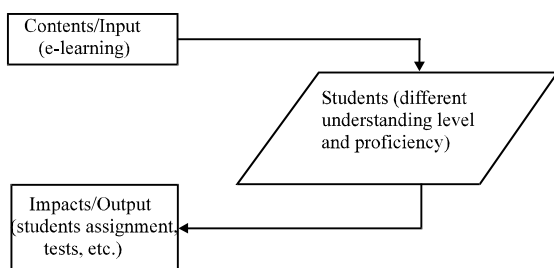 Contents/Input
(e-learning)
Students (different
understanding level
and proficiency)
Impacts/Output
(students assignment,
tests, etc.)